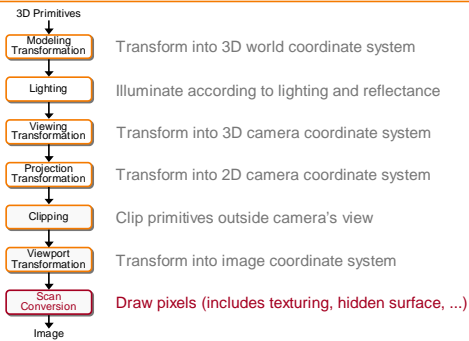 3D Primitives
Modeling
Transformation
Transform into 3D world coordinate system
Lighting
Illuminate according to lighting and reflectance
Viewing
Transformation
Transform into 3D camera coordinate system
Projection
Transformation
Transform into 2D camera coordinate system
Clipping
Clip primitives outside camera's view
Viewport
Transformation
Transform into image coordinate system
Scan
Conversion
Draw pixels (includes texturing, hidden surface, ...)
Image